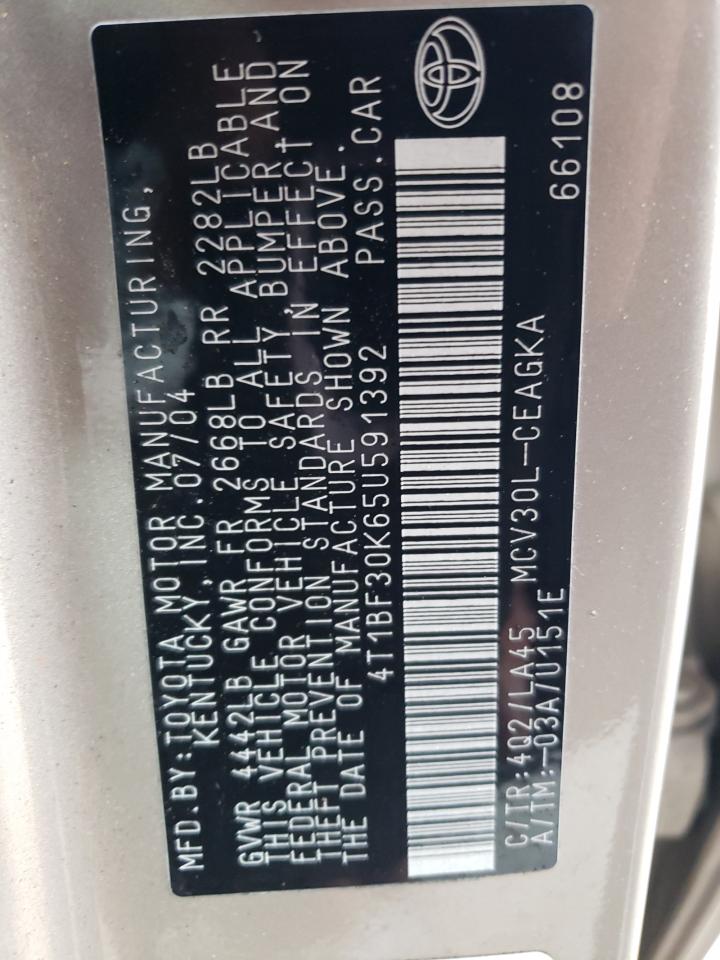 MFD.BY:TOYOTA MOTOR MANUFACTURING,
KENTUCKY, INC.07/04
GVWR 4442LB GAWR FR 2668LB RR 2282LB
THIS VEHICLE CONFORMS TO ALL APPLICABLE
FEDERAL MOTOR VEHICLE SAFETY, BUMPER AND
THEFT PREVENTION STANDARDS IN EFFECT ON
THE DATE OF MANUFACTURE SHOWN ABOVE.
4T1BF30K65U591392 PASS.CAR
C/TR:4Q2/LA45 MCV30L-CEAGKA
A/TM:-03A/U151E 66108